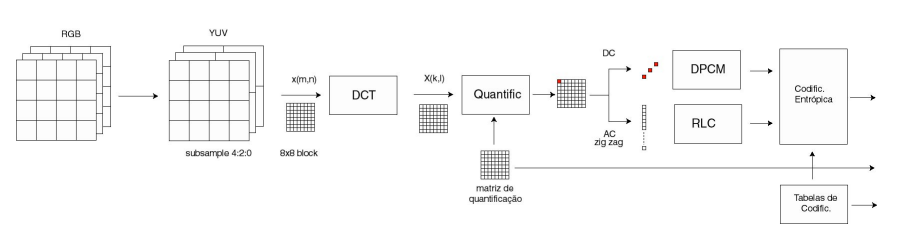 RGB
YUV
subsample 4:2:0
x(m,n)
8x8 block
DCT
X(k,l)
Quantific
matriz de
quantificação
DC
AC
zig zag
DPCM
RLC
Codific.
Entrópica
Tabelas de
Codific.